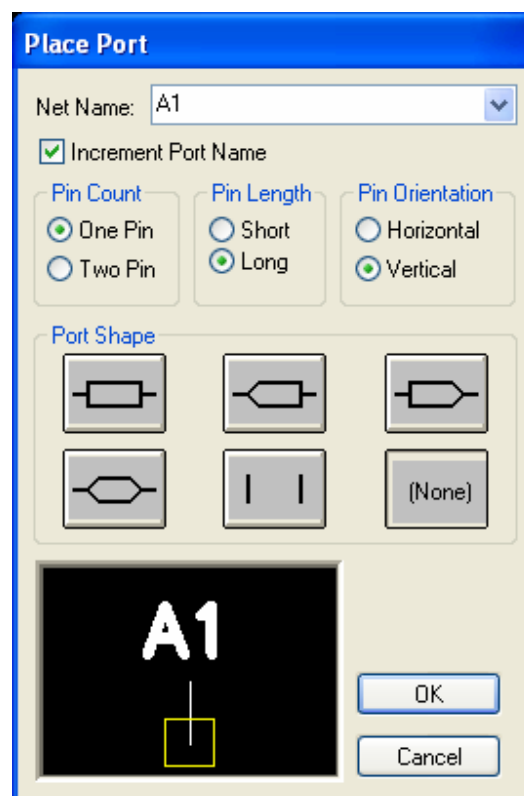 Place Port
Net Name: A1
Increment Port Name
Pin Count Pin Length Pin Orientation
One Pin Short Horizontal
Two Pin Long Vertical
Port Shape
(None)
A1
OK
Cancel